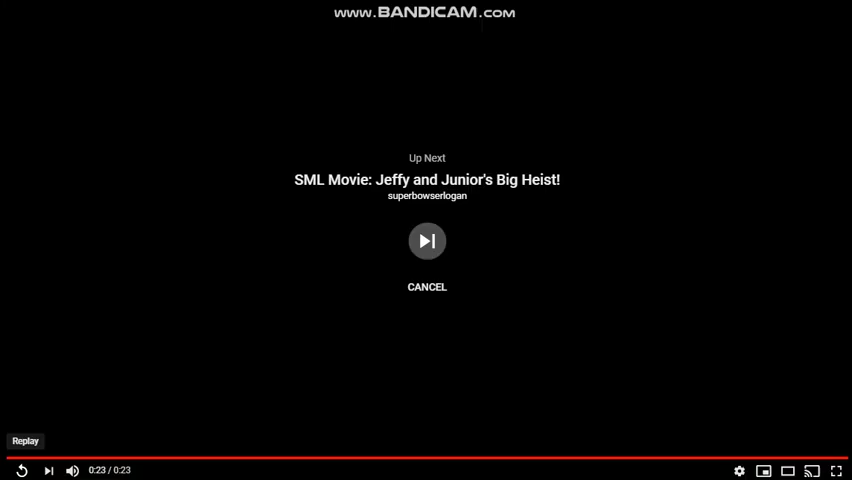 WWW.BANDICAM.COM
Up Next
SML Movie: Jeffy and Junior's Big Heist!
superbowserlogan
CANCEL
Replay
0:23 / 0:23